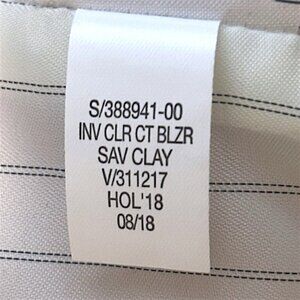 S/388941-00
INV CLR CT BLZR
SAV CLAY
V/311217
HOL'18
08/18